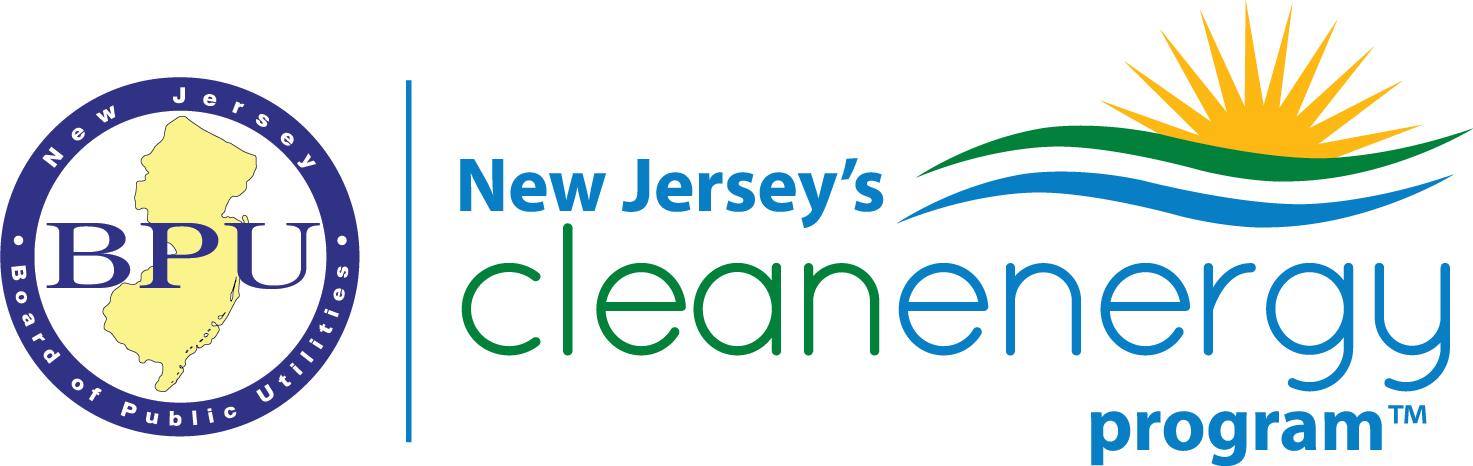 New Jersey
BPU
Board of Public Utilities
New Jersey's
cleanenergy
program™